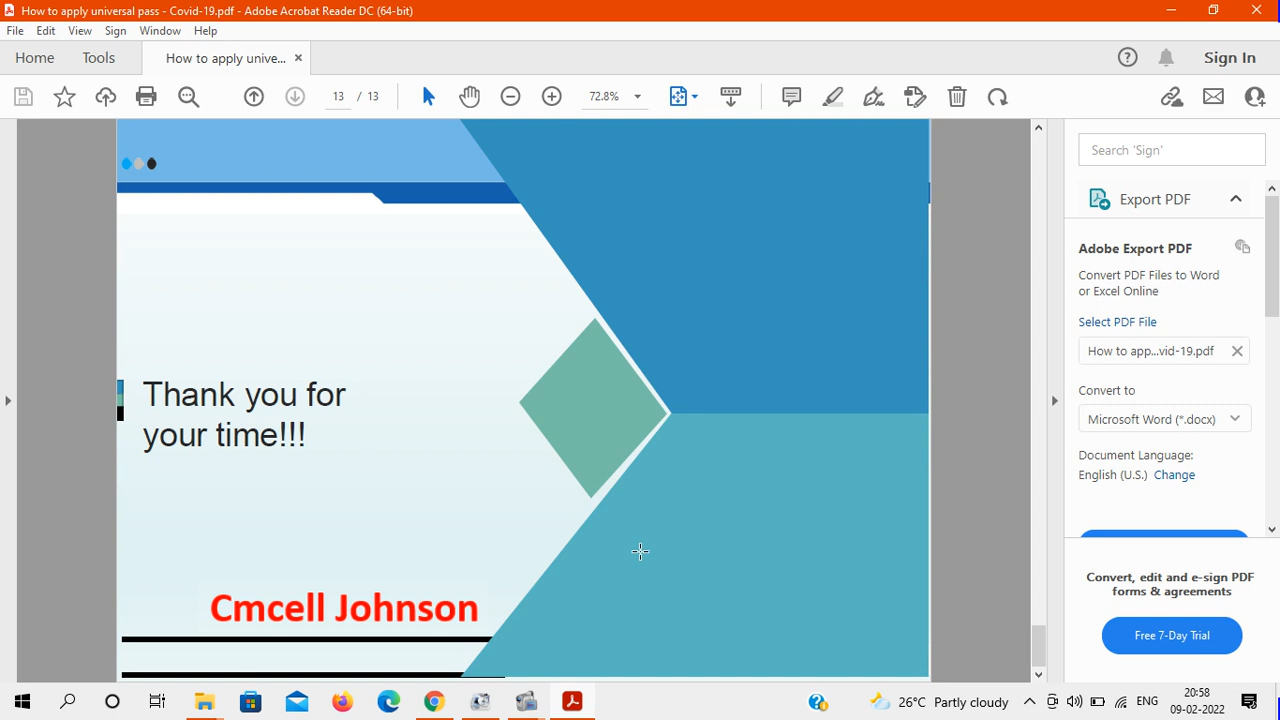 How to apply universal pass - Covid-19.pdf - Adobe Acrobat Reader DC (64-bit)
File Edit View Sign Window Help
Home Tools How to apply unive... Sign In
13 / 13 72.8%
Search 'Sign'
Export PDF
Adobe Export PDF
Convert PDF Files to Word
or Excel Online
Select PDF File
How to app...vid-19.pdf
Convert to
Microsoft Word (*.docx)
Document Language:
English (U.S.) Change
Thank you for
your time!!!
Cmcell Johnson
Convert, edit and e-sign PDF
forms & agreements
Free 7-Day Trial
26°C Partly cloudy ENG 20:58
09-02-2022